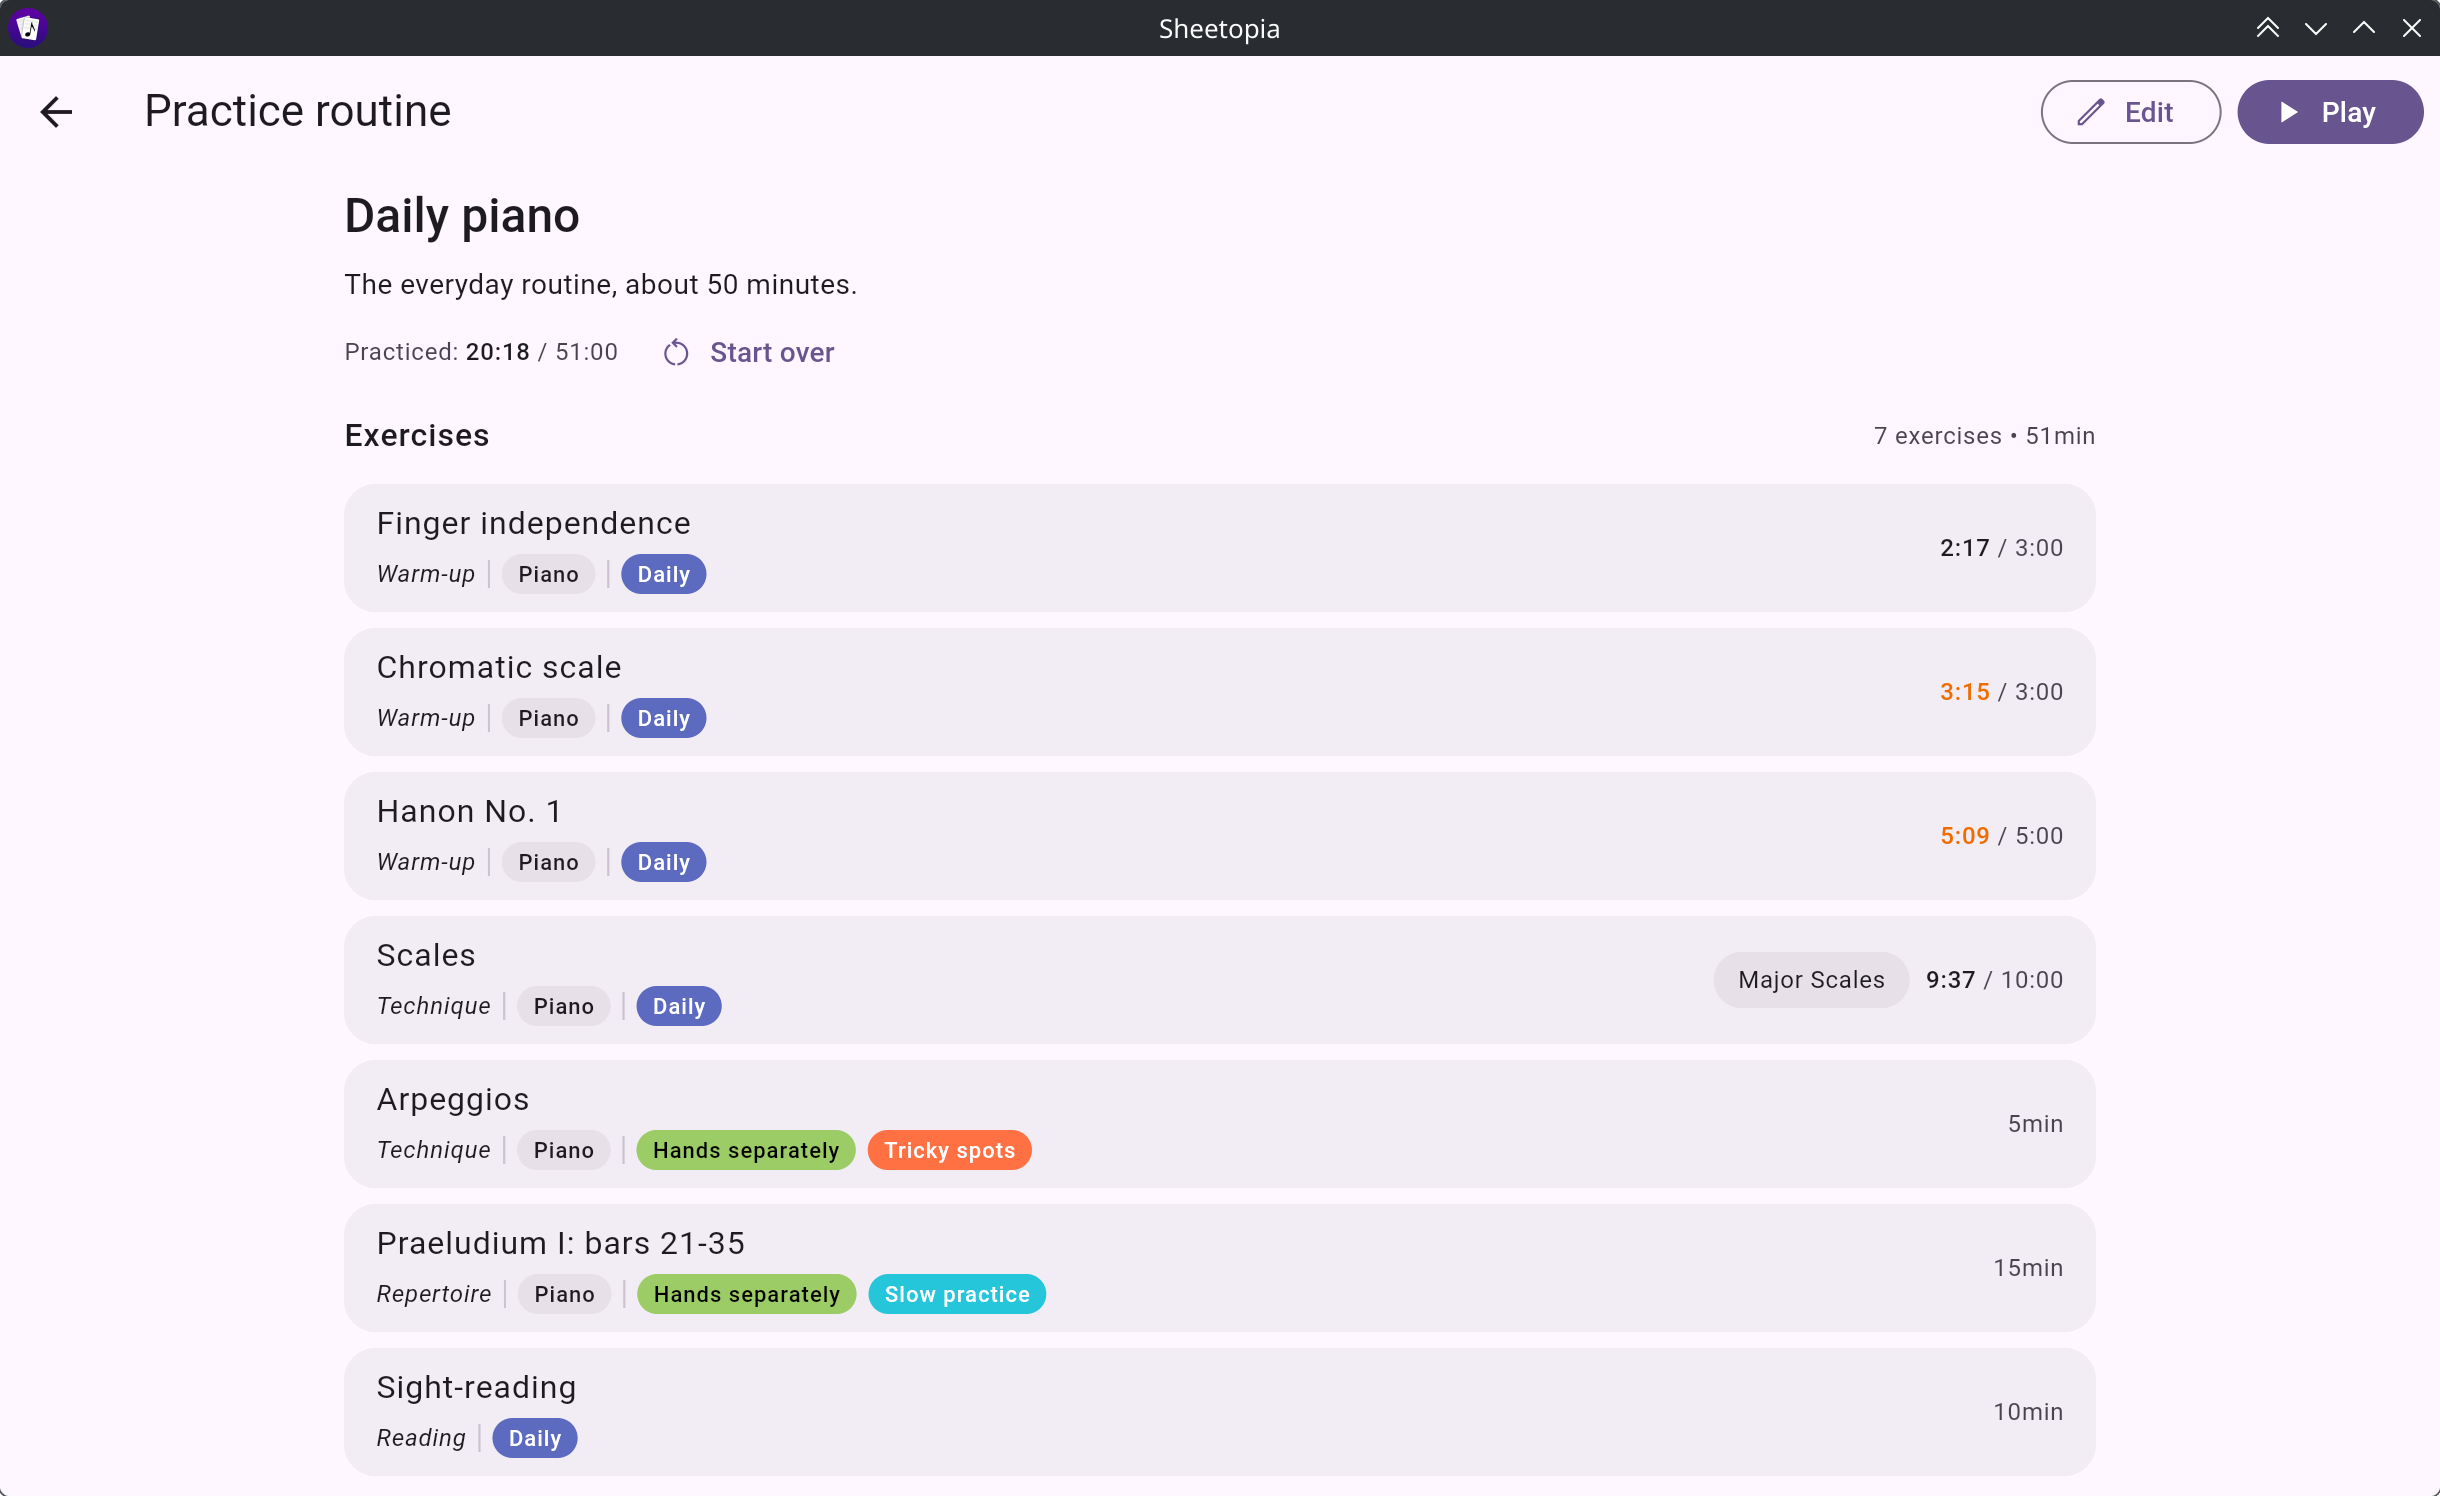 Sheetopia
Practice routine
Edit
Play
Daily piano
The everyday routine, about 50 minutes.
Practiced: 20:18 / 51:00
Start over
Exercises
7 exercises • 51min
Finger independence
Warm-up | Piano | Daily
2:17 / 3:00
Chromatic scale
Warm-up | Piano | Daily
3:15 / 3:00
Hanon No. 1
Warm-up | Piano | Daily
5:09 / 5:00
Scales
Technique | Piano | Daily
Major Scales 9:37 / 10:00
Arpeggios
Technique | Piano | Hands separately Tricky spots
5min
Praeludium I: bars 21-35
Repertoire | Piano | Hands separately Slow practice
15min
Sight-reading
Reading | Daily
10min